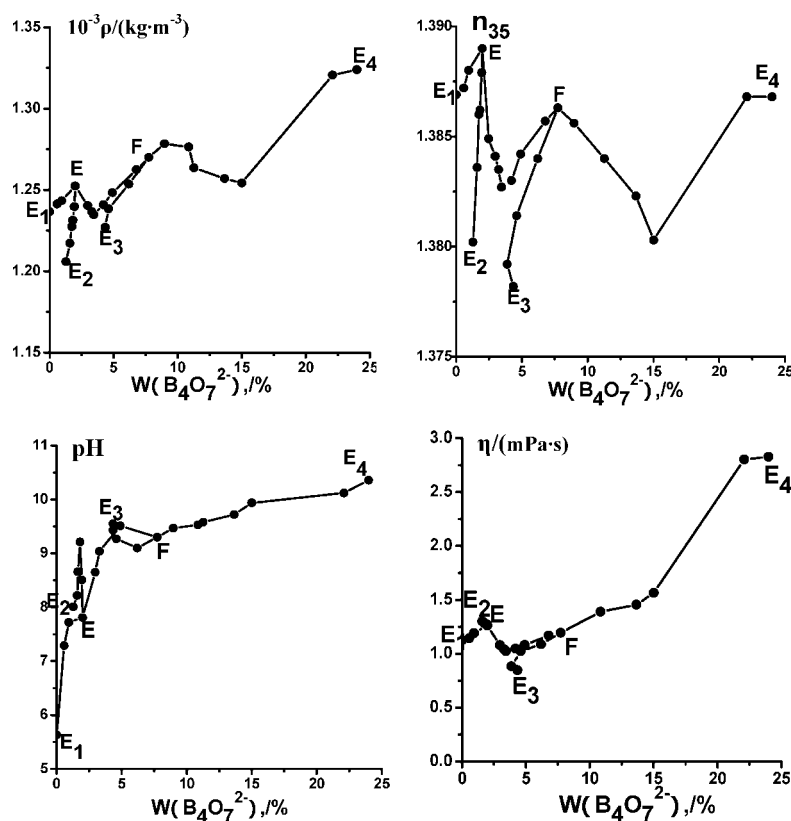 10⁻³ρ/(kg·m⁻³)
1.35
1.30
1.25
1.20
1.15
E₁
E
E₂
E₃
F
E₄
0 5 10 15 20 25
W(B₄O₇²⁻),/%
n₃₅
1.390
1.385
1.380
1.375
E₁
E
E₂
E₃
F
E₄
0 5 10 15 20 25
W(B₄O₇²⁻),/%
pH
11
10
9
8
7
6
5
E₁
E₂
E
E₃
F
E₄
0 5 10 15 20 25
W(B₄O₇²⁻),/%
η/(mPa·s)
3.0
2.5
2.0
1.5
1.0
0.5
0.0
E
E₂
E
E₃
F
E₄
0 5 10 15 20 25
W(B₄O₇²⁻),/%